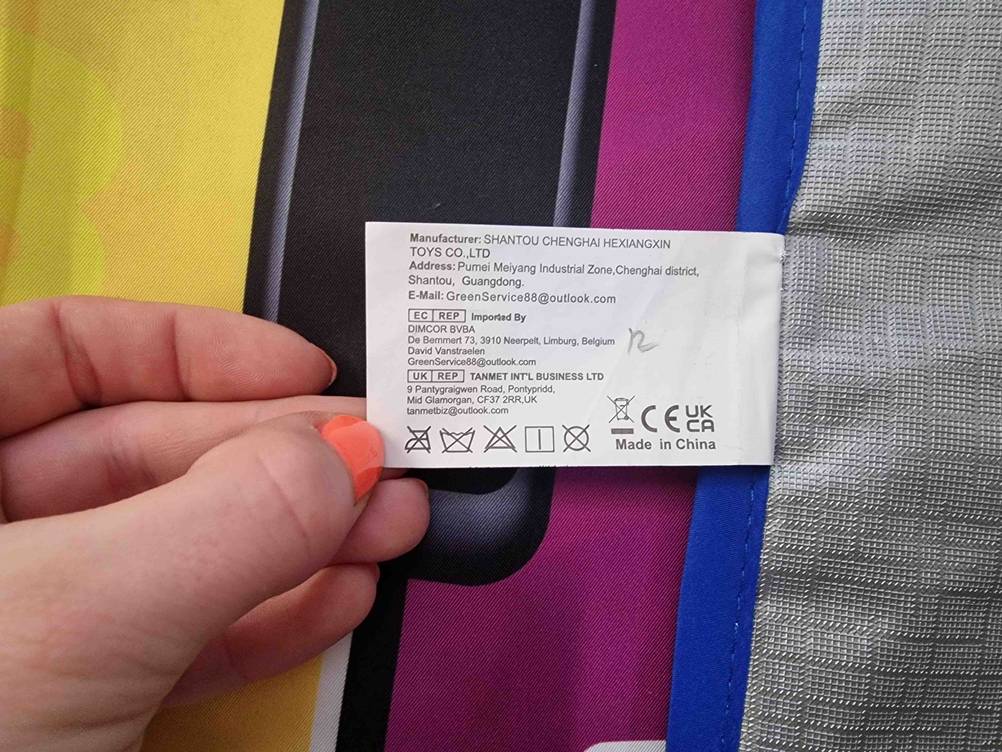 Manufacturer: SHANTOU CHENGHAI HEXIANGXIN
TOYS CO.,LTD
Address: Pumei Meiyang Industrial Zone,Chenghai district,
Shantou, Guangdong.
E-Mail: GreenService88@outlook.com
EC REP Imported By
DIMCOR BVBA
De Bemmert 73, 3910 Neerpelt, Limburg, Belgium
David Vanstraelen
GreenService88@outlook.com
UK REP TANMET INT'L BUSINESS LTD
9 Pantygraigwen Road, Pontypridd,
Mid Glamorgan, CF37 2RR,UK
tanmetbiz@outlook.com
CE UK
CA
Made in China